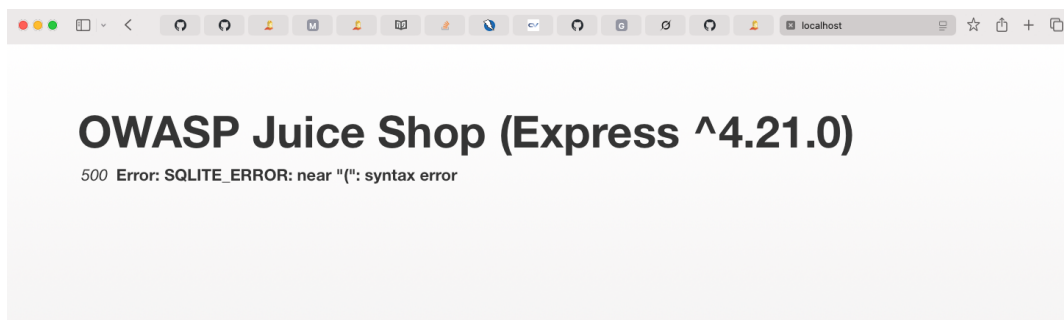 localhost
OWASP Juice Shop (Express ^4.21.0)
500 Error: SQLITE_ERROR: near "(": syntax error